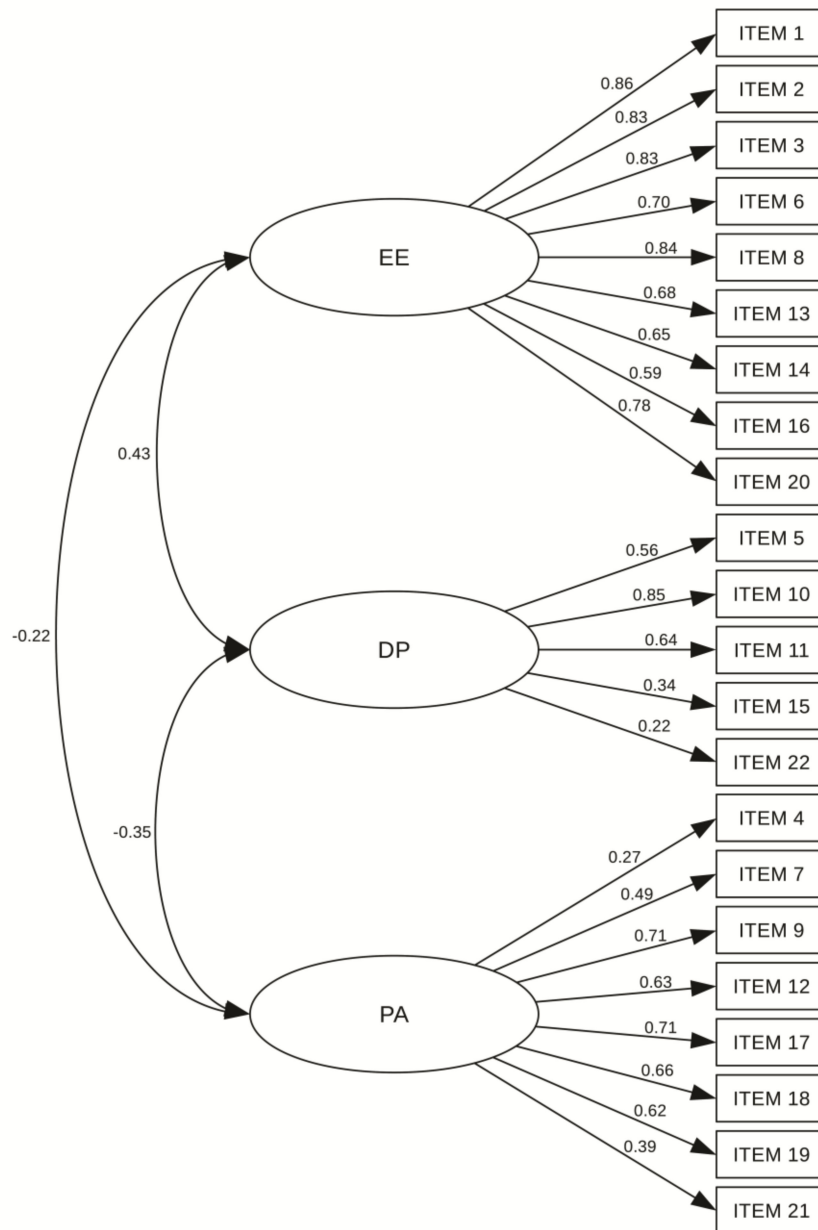 ITEM 1
0.86
ITEM 2
0.83
ITEM 3
0.83
ITEM 6
0.70
EE
0.84
ITEM 8
0.68
ITEM 13
0.65
ITEM 14
0.59
ITEM 16
0.78
0.43
ITEM 20
ITEM 5
0.56
ITEM 10
0.85
-0.22
DP
0.64
ITEM 11
0.34
ITEM 15
0.22
ITEM 22
-0.35
ITEM 4
0.27
ITEM 7
0.49
ITEM 9
0.71
ITEM 12
0.63
PA
0.71
ITEM 17
0.66
ITEM 18
0.62
ITEM 19
0.39
ITEM 21